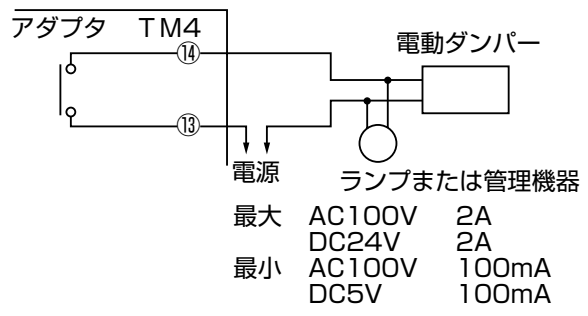 アダプタ TM4
⑭
電動ダンパー
⑬
電源
ランプまたは管理機器
最大 AC100V 2A
DC24V 2A
最小 AC100V 100mA
DC5V 100mA